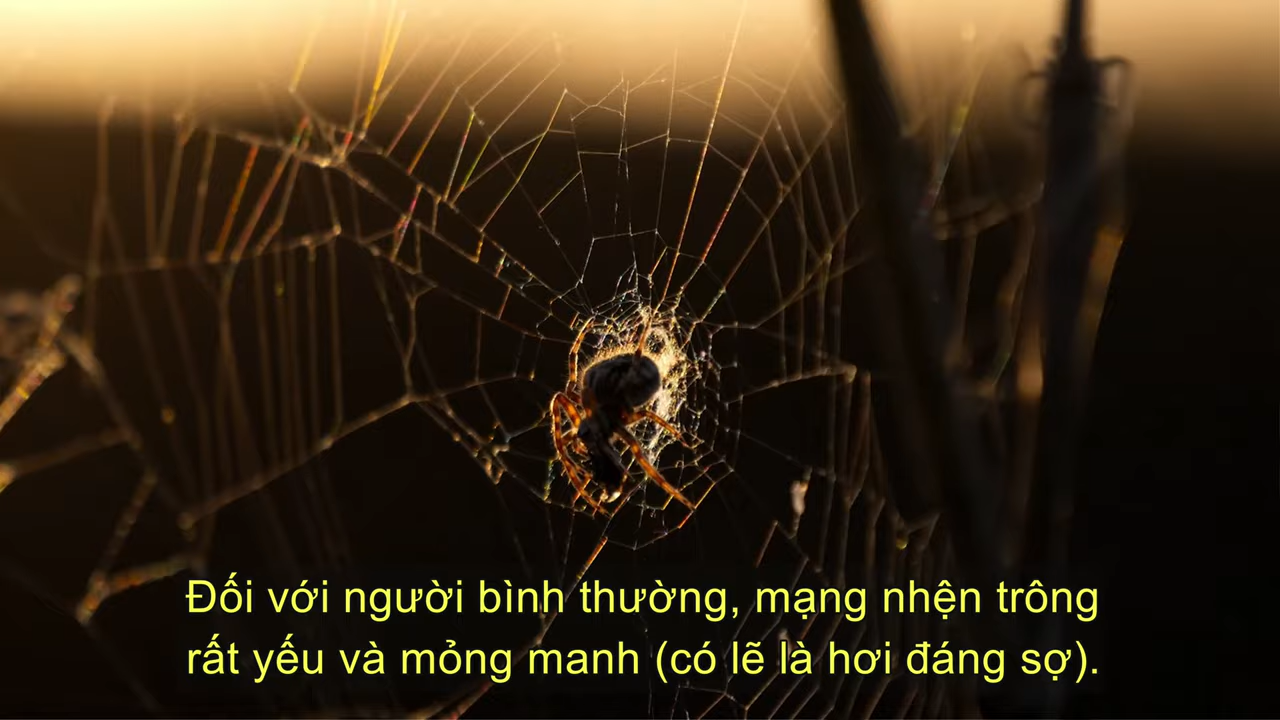 Đối với người bình thường, mạng nhện trông
rất yếu và mỏng manh (có lẽ là hơi đáng sợ).